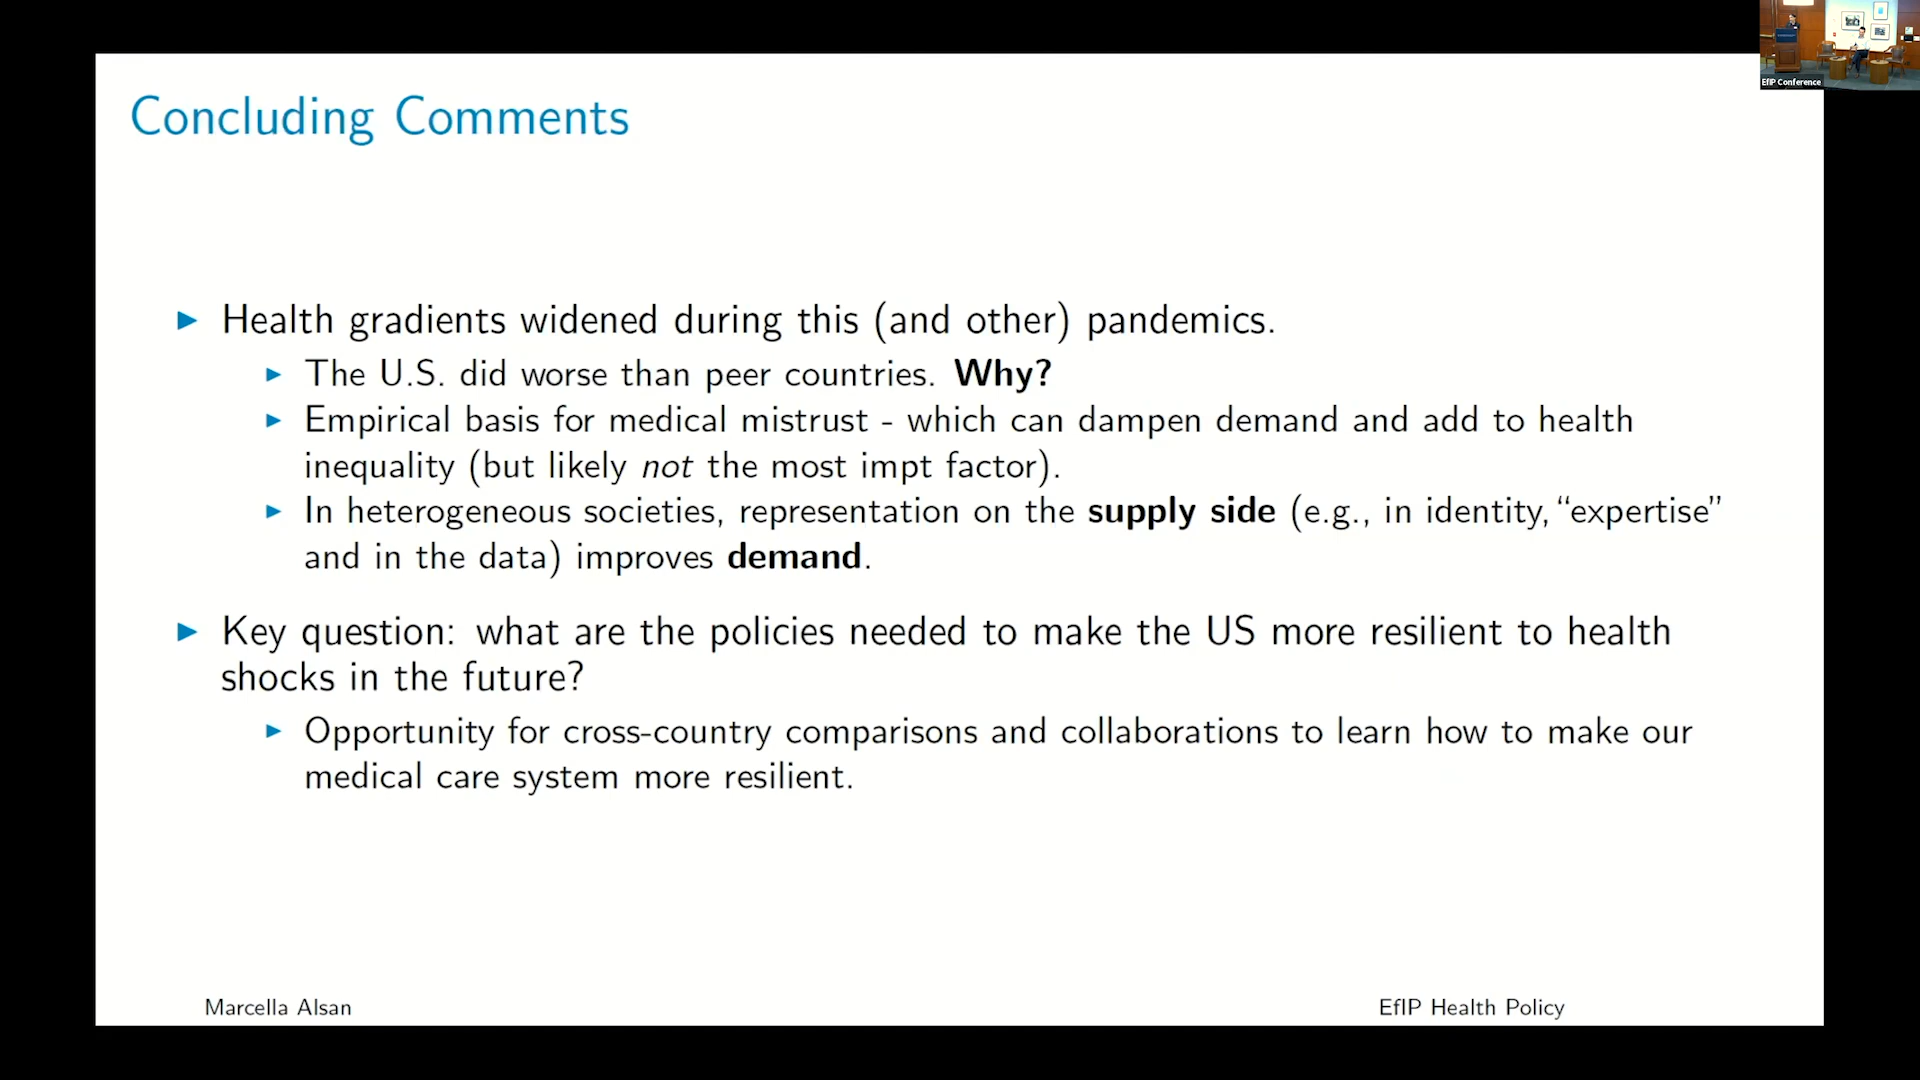 EfIP Conference
Concluding Comments
Health gradients widened during this (and other) pandemics.
The U.S. did worse than peer countries. Why?
Empirical basis for medical mistrust - which can dampen demand and add to health
inequality (but likely not the most impt factor).
In heterogeneous societies, representation on the supply side (e.g., in identity, “expertise”
and in the data) improves demand.
Key question: what are the policies needed to make the US more resilient to health
shocks in the future?
Opportunity for cross-country comparisons and collaborations to learn how to make our
medical care system more resilient.
Marcella Alsan
EfIP Health Policy